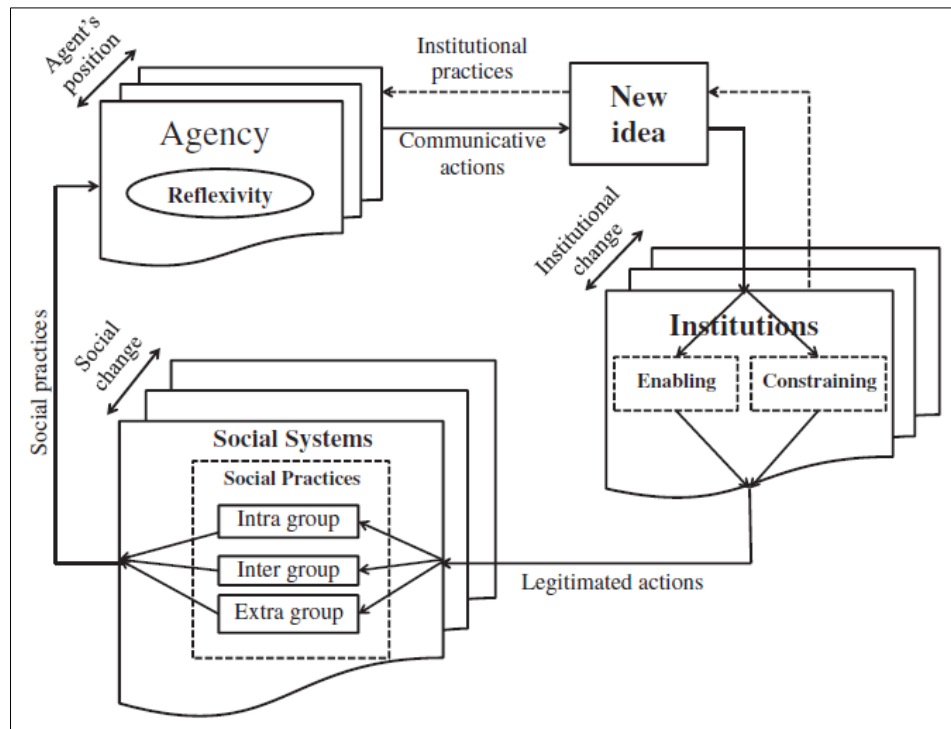 Agent's
position
Institutional
practices
New
idea
Agency
Communicative
actions
Reflexivity
Institutional
change
Institutions
Enabling
Constraining
Social practices
Social
change
Social Systems
Social Practices
Intra group
Inter group
Extra group
Legitimated actions